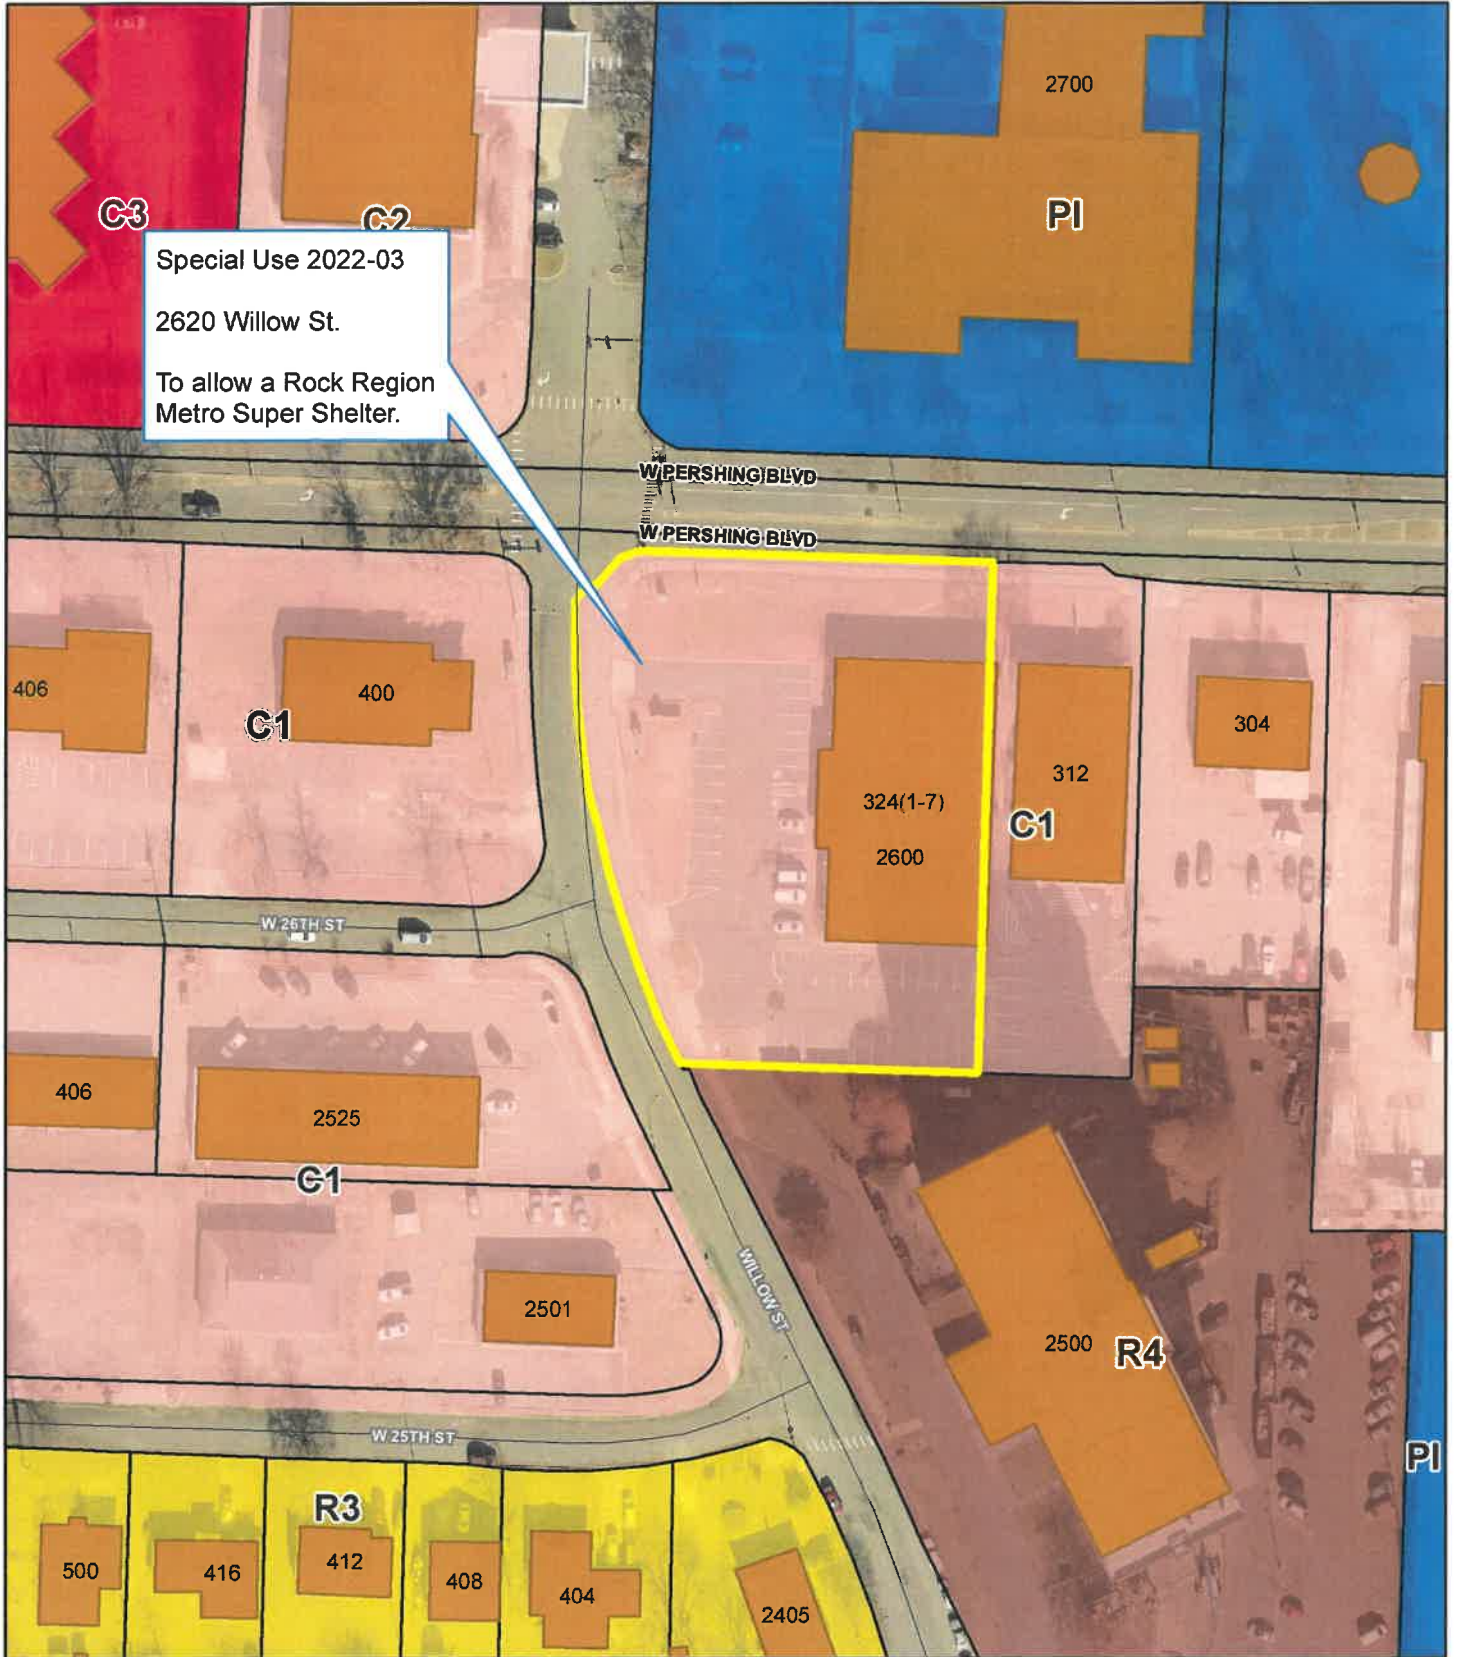 2700
C3
C2
PI
Special Use 2022-03
2620 Willow St.
To allow a Rock Region
Metro Super Shelter.
W PERSHING BLVD
W PERSHING BLVD
406
400
C1
304
312
324(1-7)
C1
2600
W 26TH ST
406
2525
C1
WILLOW ST
2501
2500
R4
W 25TH ST
PI
R3
500
416
412
408
404
2405